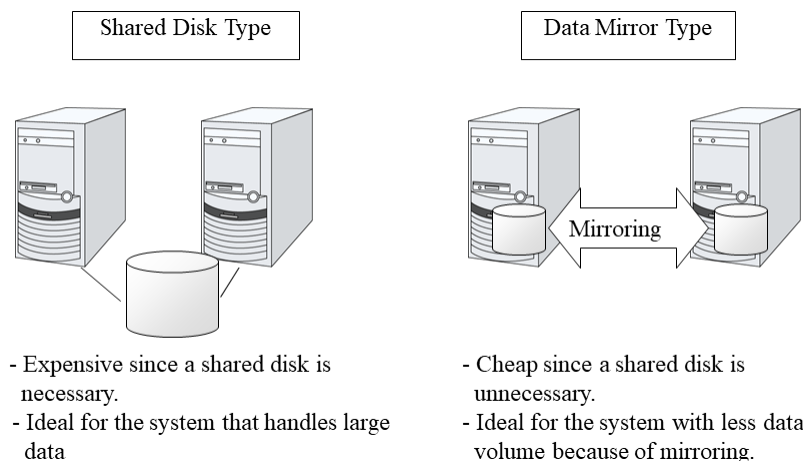 Shared Disk Type
- Expensive since a shared disk is
necessary.
- Ideal for the system that handles large
data
Data Mirror Type
Mirroring
- Cheap since a shared disk is
unnecessary.
- Ideal for the system with less data
volume because of mirroring.